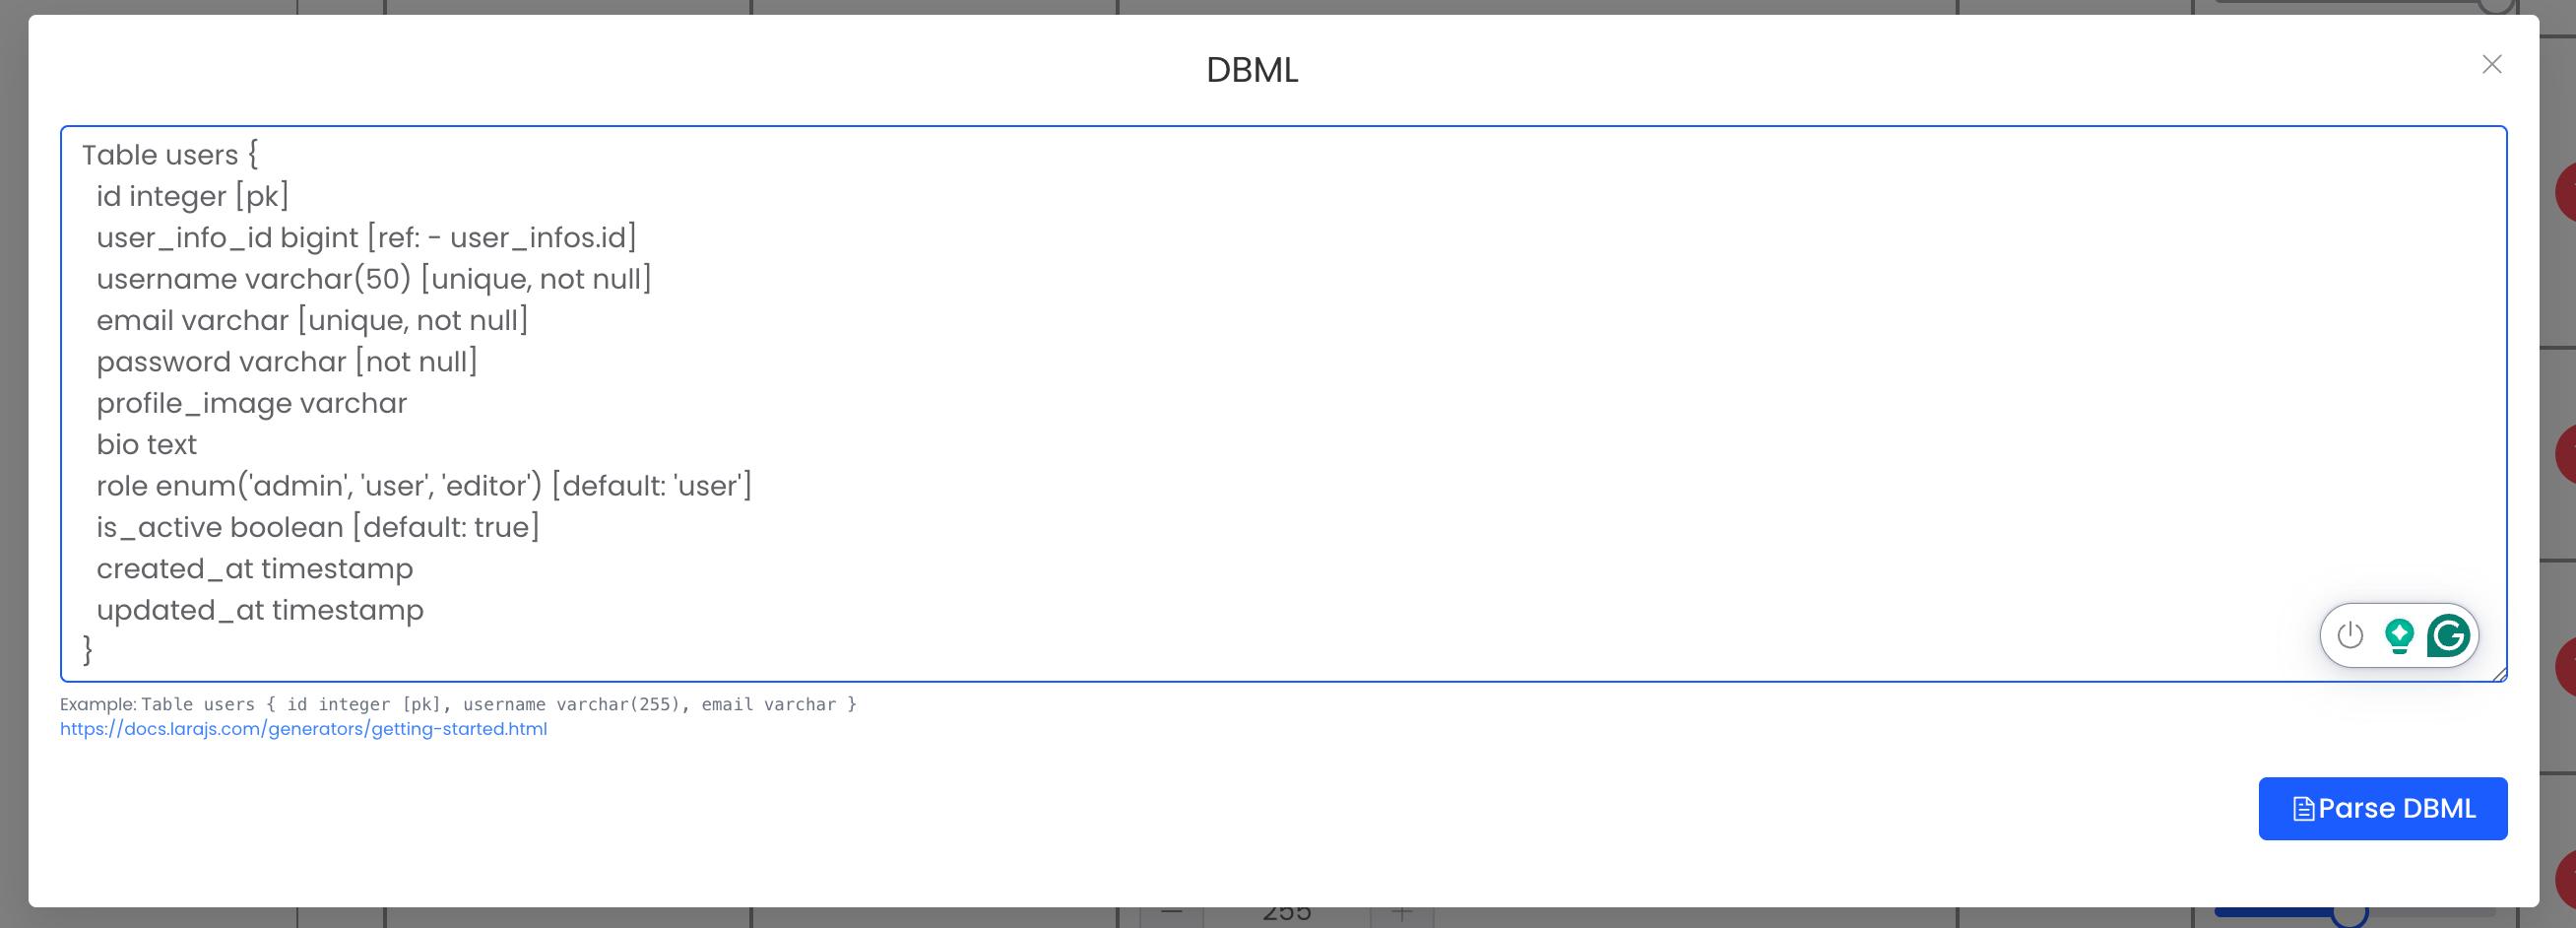 DBML
Table users {
id integer [pk]
user_info_id bigint [ref: - user_infos.id]
username varchar(50) [unique, not null]
email varchar [unique, not null]
password varchar [not null]
profile_image varchar
bio text
role enum('admin', 'user', 'editor') [default: 'user']
is_active boolean [default: true]
created_at timestamp
updated_at timestamp
}
Example: Table users { id integer [pk], username varchar(255), email varchar }
https://docs.larajs.com/generators/getting-started.html
Parse DBML
255